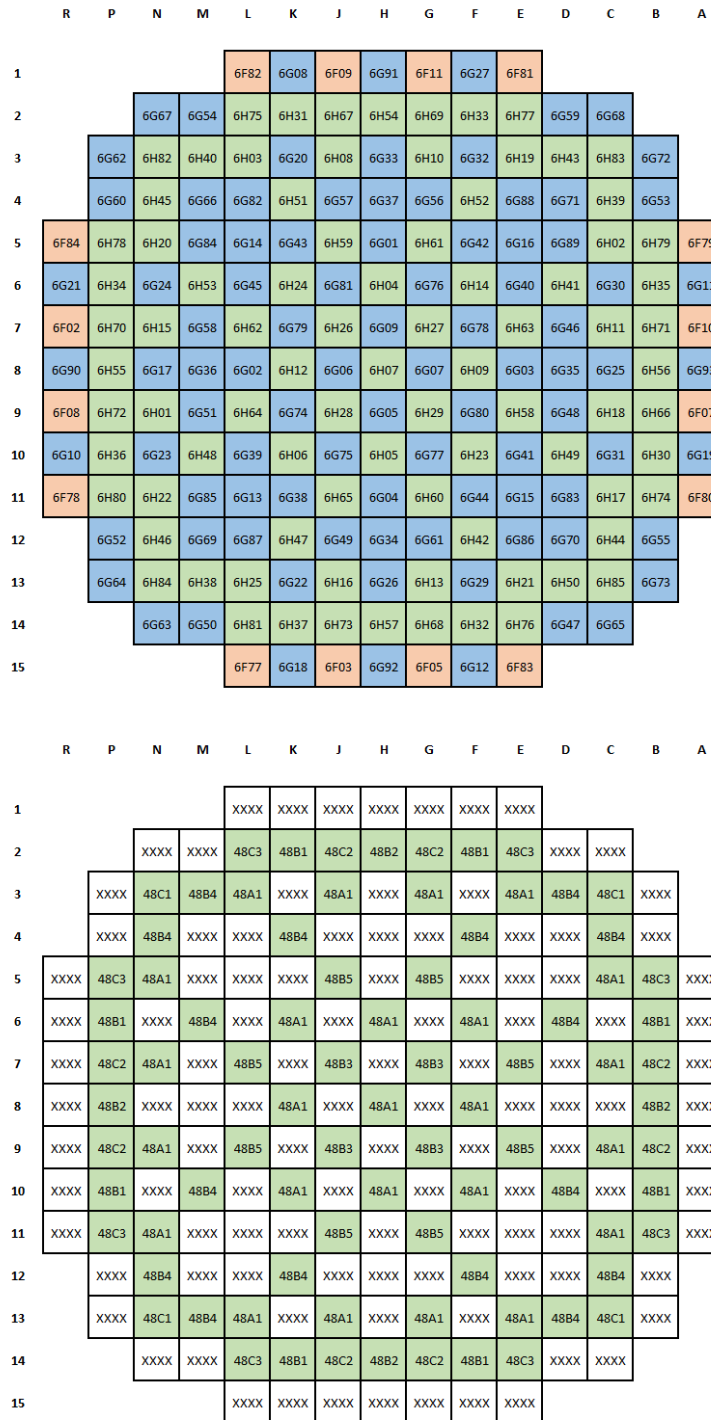 R P N M L K J H G F E D C B A
1 6F82 6G08 6F09 6G91 6F11 6G27 6F81
2 6G67 6G54 6H75 6H31 6H67 6H54 6H69 6H33 6H77 6G59 6G68
3 6G62 6H82 6H40 6H03 6G20 6H08 6G33 6H10 6G32 6H19 6H43 6H83 6G72
4 6G60 6H45 6G66 6G82 6H51 6G57 6G37 6G56 6H52 6G88 6G71 6H39 6G53
5 6F84 6H78 6H20 6G84 6G14 6G43 6H59 6G01 6H61 6G42 6G16 6G89 6H02 6H79 6F79
6 6G21 6H34 6G24 6H53 6G45 6H24 6G81 6H04 6G76 6H14 6G40 6H41 6G30 6H35 6G11
7 6F02 6H70 6H15 6G58 6H62 6G79 6H26 6G09 6H27 6G78 6H63 6G46 6H11 6H71 6F10
8 6G90 6H55 6G17 6G36 6G02 6H12 6G06 6H07 6G07 6H09 6G03 6G35 6G25 6H56 6G93
9 6F08 6H72 6H01 6G51 6H64 6G74 6H28 6G05 6H29 6G80 6H58 6G48 6H18 6H66 6F07
10 6G10 6H36 6G23 6H48 6G39 6H06 6G75 6H05 6G77 6H23 6G41 6H49 6G31 6H30 6G19
11 6F78 6H80 6H22 6G85 6G13 6G38 6H65 6G04 6H60 6G44 6G15 6G83 6H17 6H74 6F80
12 6G52 6H46 6G69 6G87 6H47 6G49 6G34 6G61 6H42 6G86 6G70 6H44 6G55
13 6G64 6H84 6H38 6H25 6G22 6H16 6G26 6H13 6G29 6H21 6H50 6H85 6G73
14 6G63 6G50 6H81 6H37 6H73 6H57 6H68 6H32 6H76 6G47 6G65
15 6F77 6G18 6F03 6G92 6F05 6G12 6F83
R P N M L K J H G F E D C B A
1 XXXX XXXX XXXX XXXX XXXX XXXX XXXX
2 XXXX XXXX 48C3 48B1 48C2 48B2 48C2 48B1 48C3 XXXX XXXX
3 XXXX 48C1 48B4 48A1 XXXX 48A1 XXXX 48A1 XXXX 48A1 48B4 48C1 XXXX
4 XXXX 48B4 XXXX XXXX 48B4 XXXX XXXX XXXX 48B4 XXXX XXXX 48B4 XXXX
5 XXXX 48C3 48A1 XXXX XXXX XXXX 48B5 XXXX 48B5 XXXX XXXX XXXX 48A1 48C3 XXXX
6 XXXX 48B1 XXXX 48B4 XXXX 48A1 XXXX 48A1 XXXX 48A1 XXXX 48B4 XXXX 48B1 XXXX
7 XXXX 48C2 48A1 XXXX 48B5 XXXX 48B3 XXXX 48B3 XXXX 48B5 XXXX 48A1 48C2 XXXX
8 XXXX 48B2 XXXX XXXX XXXX 48A1 XXXX 48A1 XXXX 48A1 XXXX XXXX XXXX 48B2 XXXX
9 XXXX 48C2 48A1 XXXX 48B5 XXXX 48B3 XXXX 48B3 XXXX 48B5 XXXX 48A1 48C2 XXXX
10 XXXX 48B1 XXXX 48B4 XXXX 48A1 XXXX 48A1 XXXX 48A1 XXXX 48B4 XXXX 48B1 XXXX
11 XXXX 48C3 48A1 XXXX XXXX XXXX 48B5 XXXX 48B5 XXXX XXXX XXXX 48A1 48C3 XXXX
12 XXXX 48B4 XXXX XXXX 48B4 XXXX XXXX XXXX 48B4 XXXX XXXX 48B4 XXXX
13 XXXX 48C1 48B4 48A1 XXXX 48A1 XXXX 48A1 XXXX 48A1 48B4 48C1 XXXX
14 XXXX XXXX 48C3 48B1 48C2 48B2 48C2 48B1 48C3 XXXX XXXX
15 XXXX XXXX XXXX XXXX XXXX XXXX XXXX